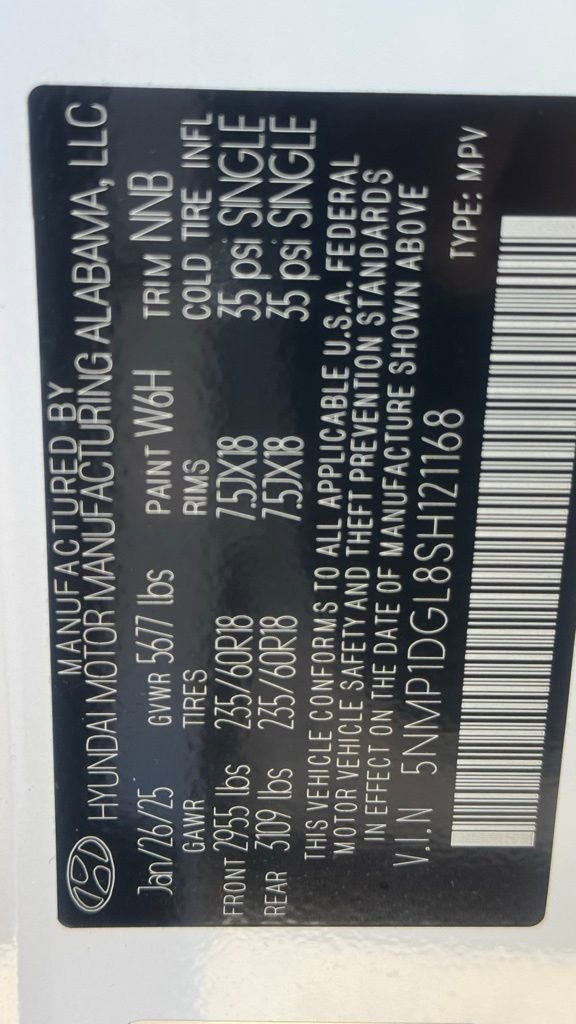 MANUFACTURED BY
HYUNDAI MOTOR MANUFACTURING ALABAMA, LLC
Jan/26/25 GVWR 5677 lbs PAINT W6H TRIM NNB
GAWR TIRES RIMS COLD TIRE INFL
FRONT 2955 lbs 235/60R18 7.5JX18 35 psi SINGLE
REAR 3109 lbs 235/60R18 7.5JX18 35 psi SINGLE
THIS VEHICLE CONFORMS TO ALL APPLICABLE U.S.A. FEDERAL
MOTOR VEHICLE SAFETY AND THEFT PREVENTION STANDARDS
IN EFFECT ON THE DATE OF MANUFACTURE SHOWN ABOVE
V.I.N 5NMP1DGL8SH121168 TYPE: MPV